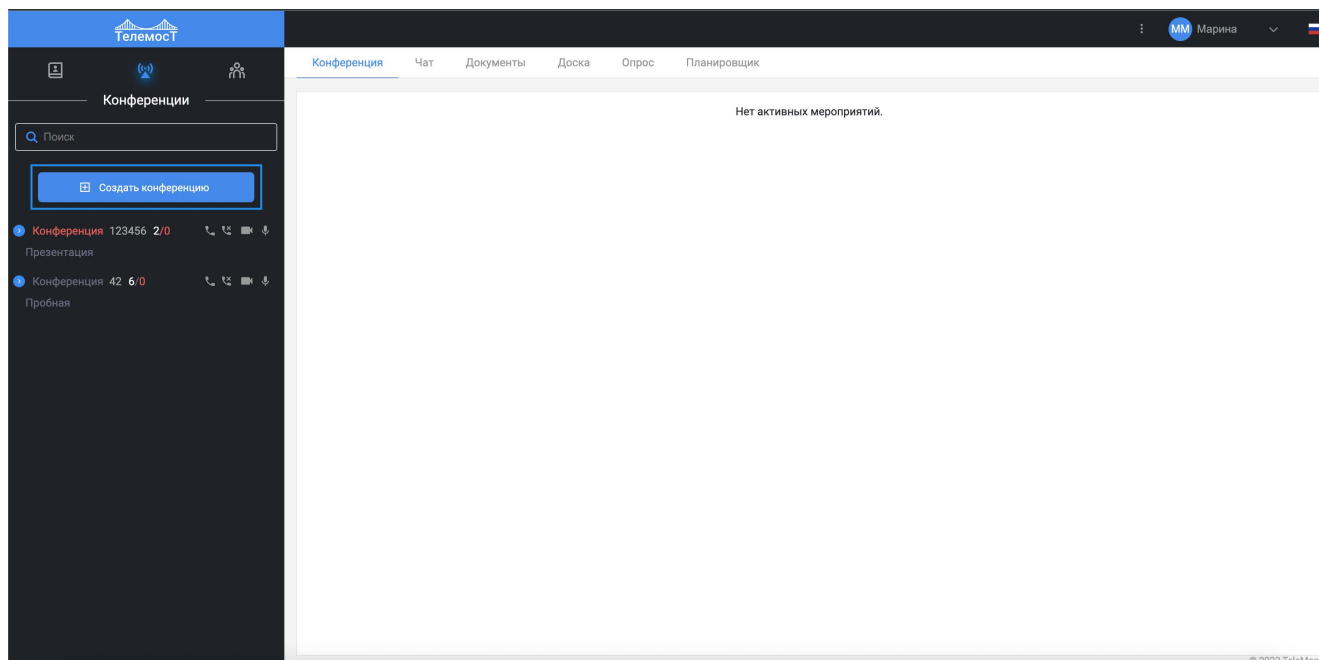 ТелемосТ
ММ Марина
Конференции
Поиск
Создать конференцию
Конференция 123456 2/0
Презентация
Конференция 42 6/0
Пробная
Конференция Чат Документы Доска Опрос Планировщик
Нет активных мероприятий.